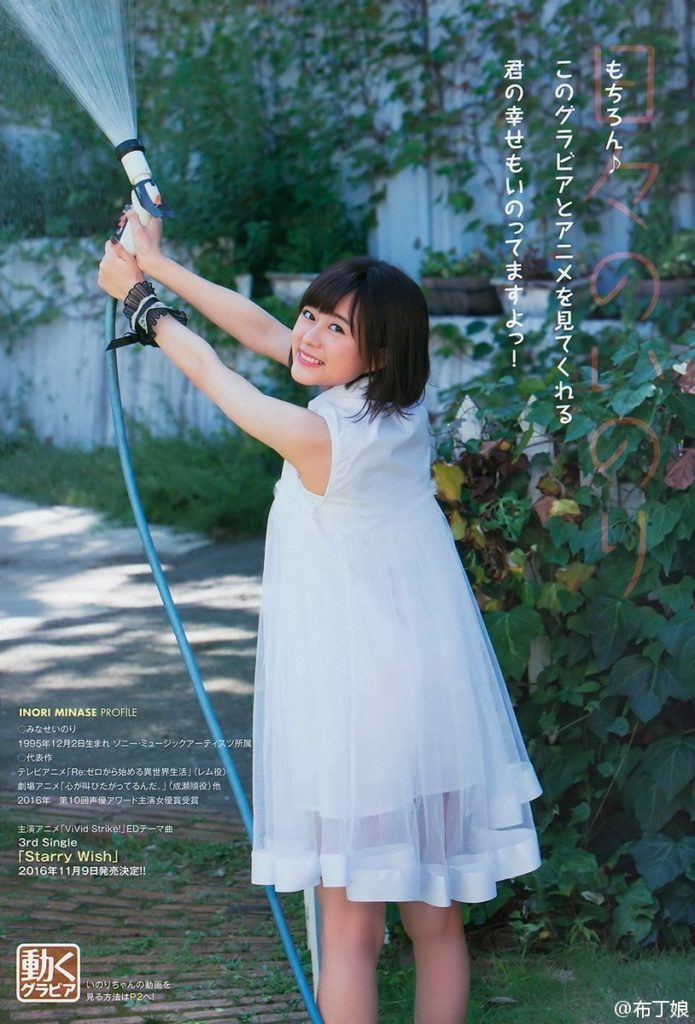 日々のいのり
もちろん♪
このグラビアとアニメを見てくれる
君の幸せもいのってますよっ！
INORI MINASE PROFILE
○みなせいのり
1995年12月2日生まれ ソニー・ミュージックアーティスツ所属
○代表作
テレビアニメ「Re:ゼロから始める異世界生活」（レム役）
劇場アニメ「心が叫びたがってるんだ。」（成瀬順役）他
2016年　第10回声優アワード主演女優賞受賞
主演アニメ「ViVid Strike!」EDテーマ曲
3rd Single
「Starry Wish」
2016年11月9日発売決定!!
動く
グラビア
いのりちゃんの動画を
見る方法はP2へ！
@布丁娘